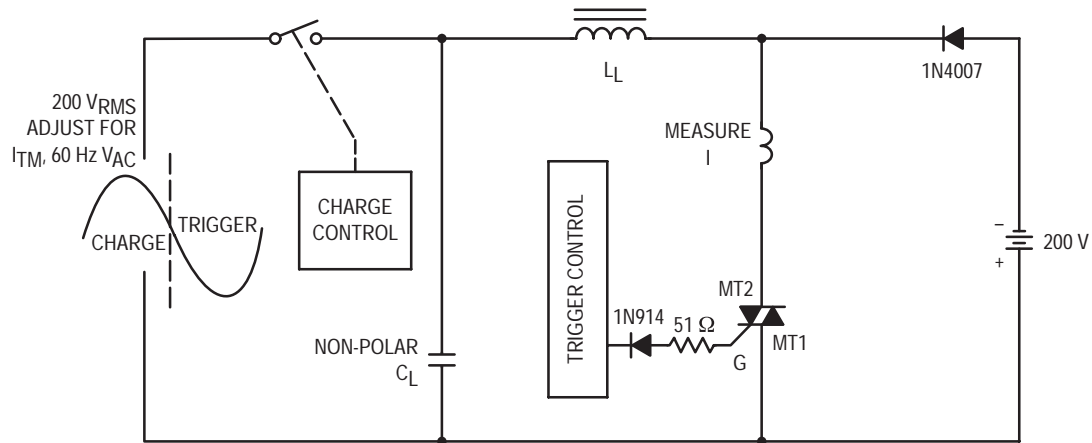 200 VRMS
ADJUST FOR
ITM, 60 Hz VAC
CHARGE
TRIGGER
CHARGE
CONTROL
NON-POLAR
CL
LL
TRIGGER CONTROL
1N914
51 Ω
G
MEASURE
I
MT2
MT1
1N4007
–
+
200 V